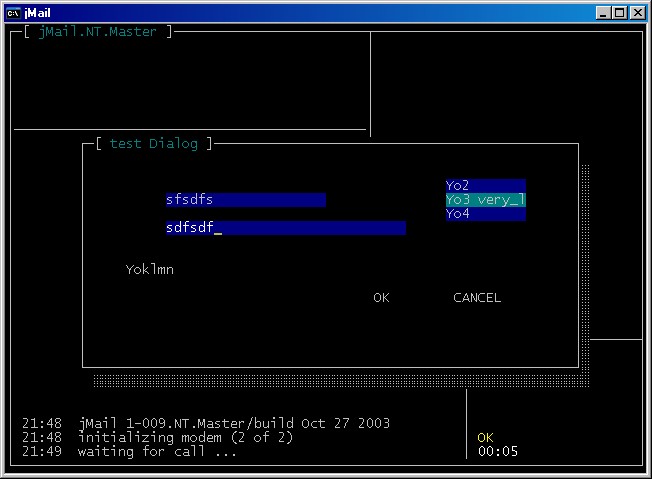 jMail
[ jMail.NT.Master ]
[ test Dialog ]
Yo2
sfsdfs Yo3 very_l
Yo4
sdfsdf_
Yoklmn
OK CANCEL
21:48 jMail 1-009.NT.Master/build Oct 27 2003
21:48 initializing modem (2 of 2) OK
21:49 waiting for call ... 00:05